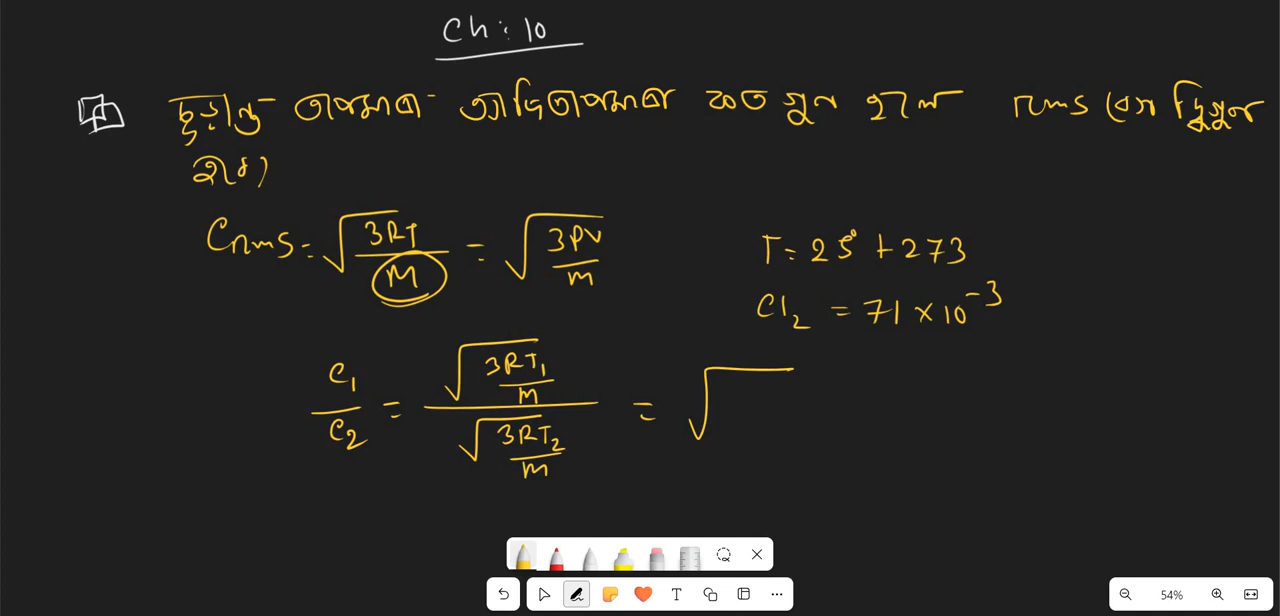 Ch : 10
চুড়ান্ত তাপমাত্রা আদি তাপমাত্রার কত গুন হলে rms বেগ দ্বিগুন
হবে।
Crms = √(3RT/M) = √(3PV/m)
T = 25° + 273
Cl₂ = 71 × 10⁻³
C₁/C₂ = √(3RT₁/M) / √(3RT₂/M) = √
54%